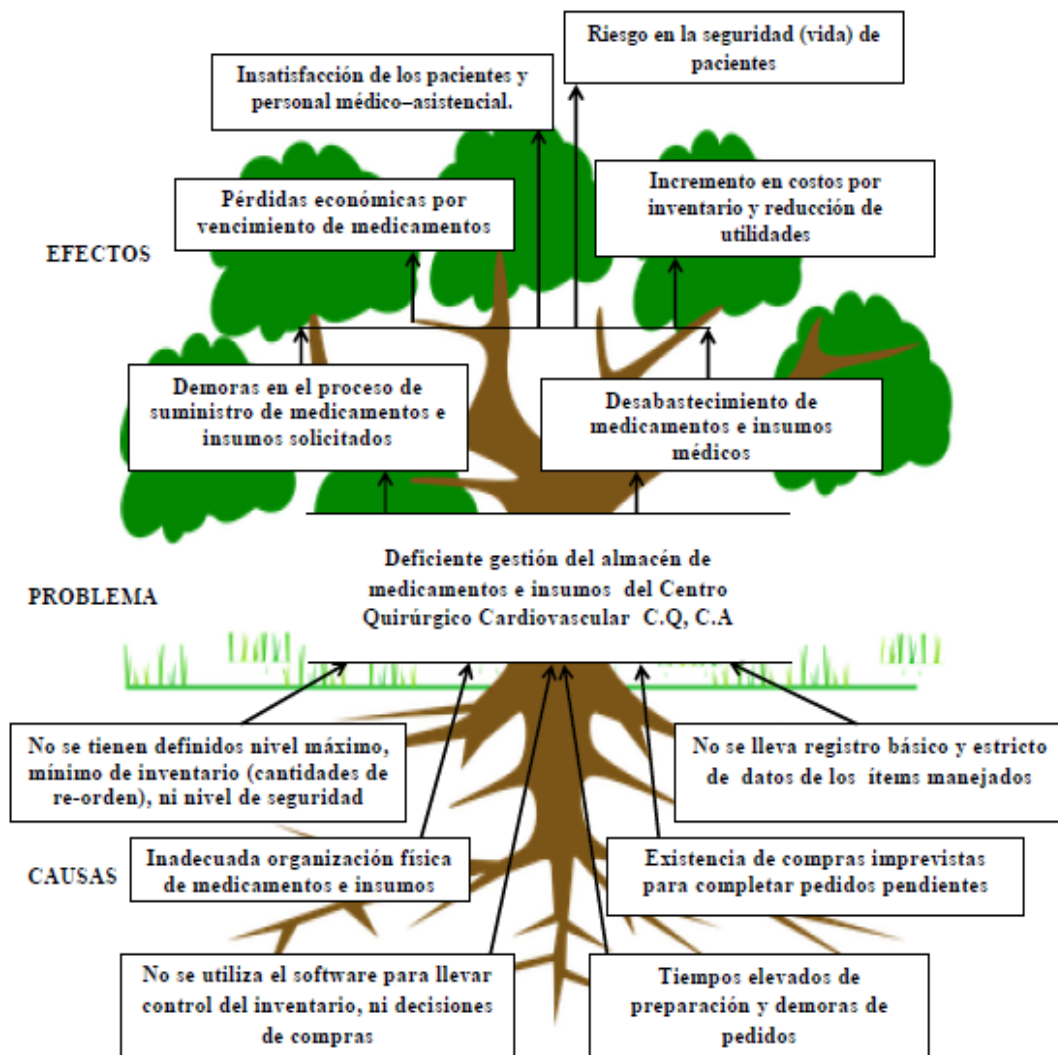 Riesgo en la seguridad (vida) de
pacientes
Insatisfacción de los pacientes y
personal médico–asistencial.
Pérdidas económicas por
vencimiento de medicamentos
Incremento en costos por
inventario y reducción de
utilidades
EFECTOS
Demoras en el proceso de
suministro de medicamentos e
insumos solicitados
Desabastecimiento de
medicamentos e insumos
médicos
Deficiente gestión del almacén de
medicamentos e insumos del Centro
Quirúrgico Cardiovascular C.Q, C.A
PROBLEMA
No se tienen definidos nivel máximo,
mínimo de inventario (cantidades de
re-orden), ni nivel de seguridad
No se lleva registro básico y estricto
de datos de los ítems manejados
Inadecuada organización física
de medicamentos e insumos
Existencia de compras imprevistas
para completar pedidos pendientes
CAUSAS
No se utiliza el software para llevar
control del inventario, ni decisiones
de compras
Tiempos elevados de
preparación y demoras de
pedidos